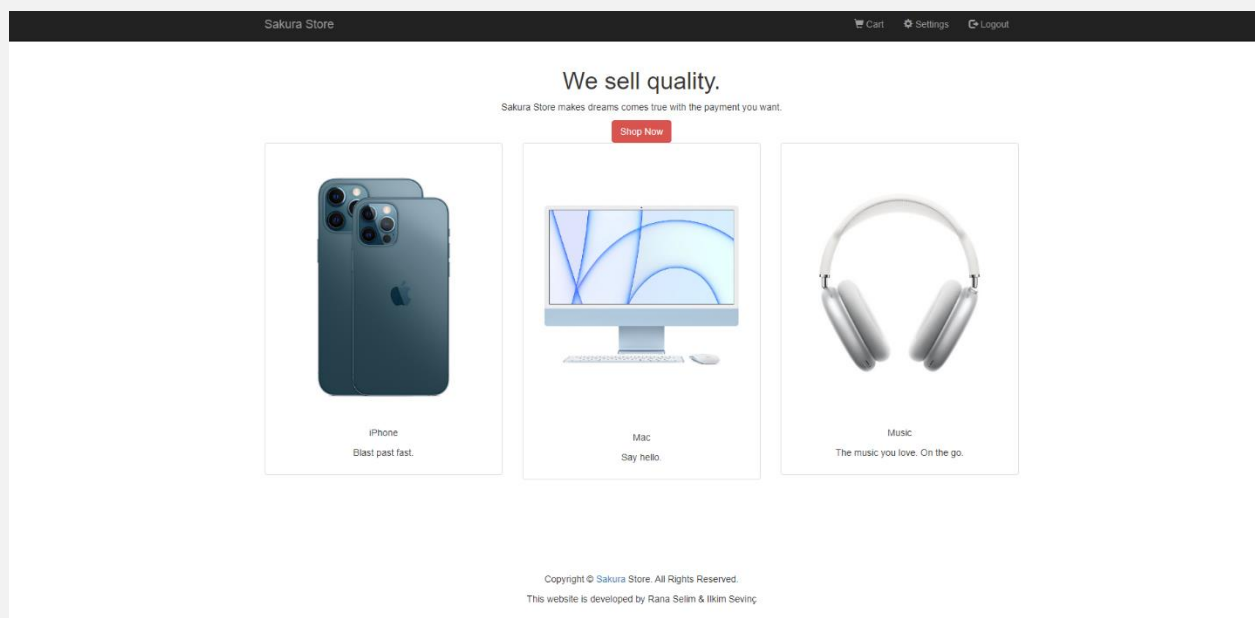 Sakura Store
Cart Settings Logout
We sell quality.
Sakura Store makes dreams comes true with the payment you want.
Shop Now
iPhone
Blast past fast.
Mac
Say hello.
Music
The music you love. On the go.
Copyright © Sakura Store. All Rights Reserved.
This website is developed by Rana Selim & Ilkim Sevinç